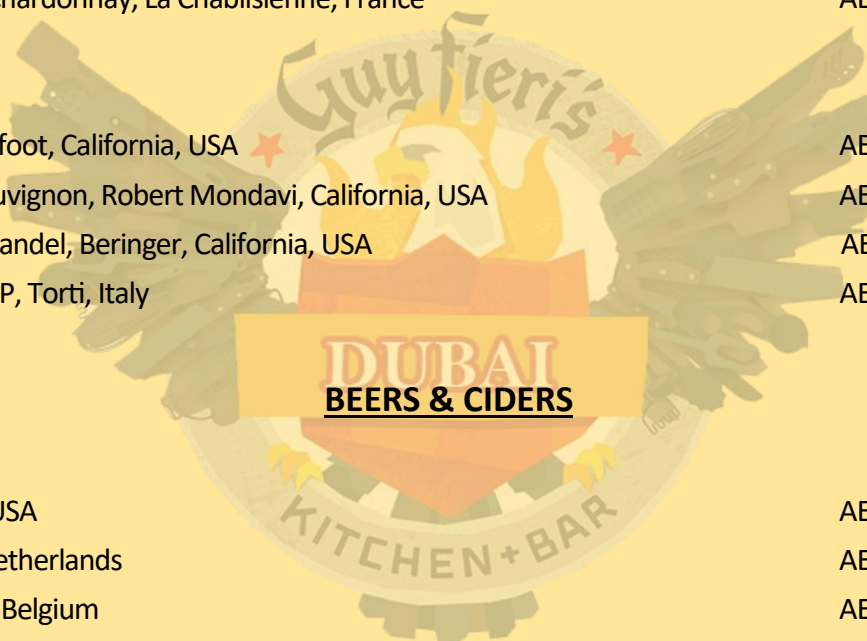 Chardonnay, La Chablisienne, France AE
Guy Fieri's
foot, California, USA AE
uvignon, Robert Mondavi, California, USA AE
andel, Beringer, California, USA AE
P, Torti, Italy AE
DUBAI
BEERS & CIDERS
USA AE
KITCHEN + BAR
etherlands AE
Belgium AE